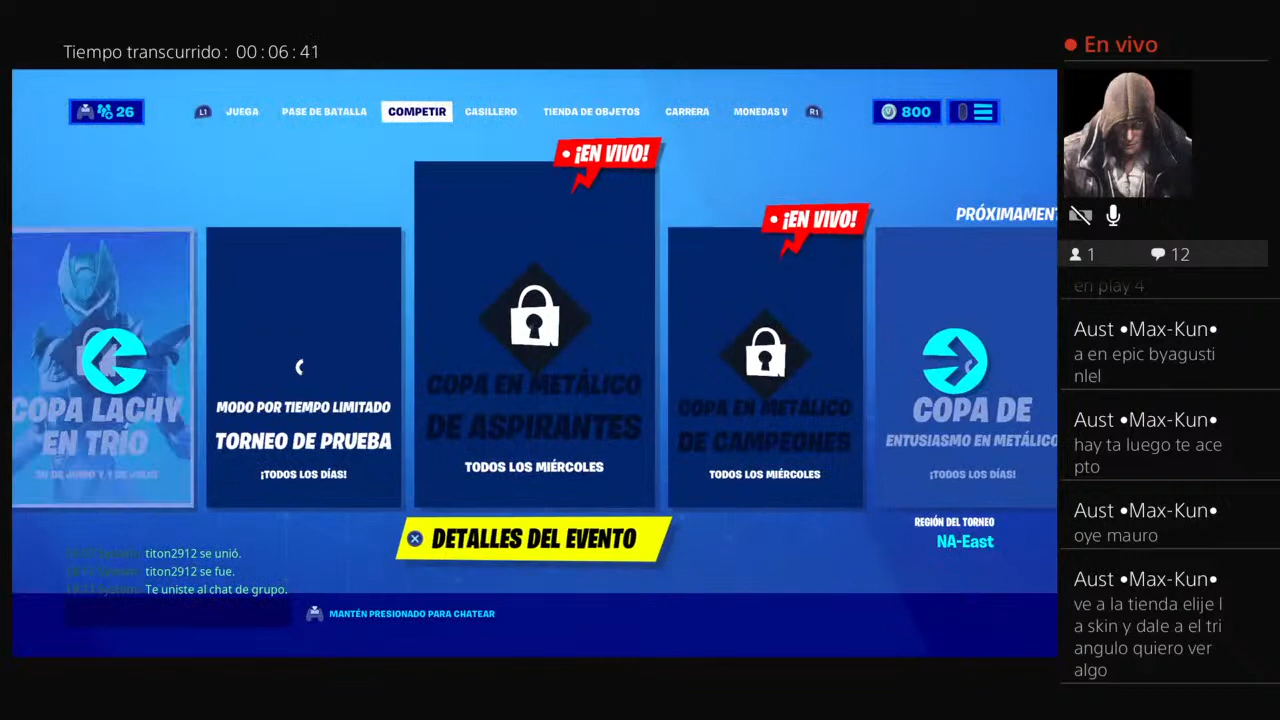 Tiempo transcurrido: 00:06:41
En vivo
26
L1 JUEGA PASE DE BATALLA COMPETIR CASILLERO TIENDA DE OBJETOS CARRERA MONEDAS V R1
800
¡EN VIVO!
¡EN VIVO!
PRÓXIMAMENT
COPA LACHY
EN TRÍO
MODO POR TIEMPO LIMITADO
TORNEO DE PRUEBA
¡TODOS LOS DÍAS!
COPA EN METÁLICO
DE ASPIRANTES
TODOS LOS MIÉRCOLES
COPA EN METÁLICO
DE CAMPEONES
TODOS LOS MIÉRCOLES
COPA DE
ENTUSIASMO EN METÁLICO
¡TODOS LOS DÍAS!
DETALLES DEL EVENTO
REGIÓN DEL TORNEO
NA-East
titon2912 se unió.
titon2912 se fue.
Te uniste al chat de grupo.
MANTÉN PRESIONADO PARA CHATEAR
1 12
en play 4
Aust •Max-Kun•
a en epic byagusti
nlel
Aust •Max-Kun•
hay ta luego te ace
pto
Aust •Max-Kun•
oye mauro
Aust •Max-Kun•
ve a la tienda elije l
a skin y dale a el tri
angulo quiero ver
algo